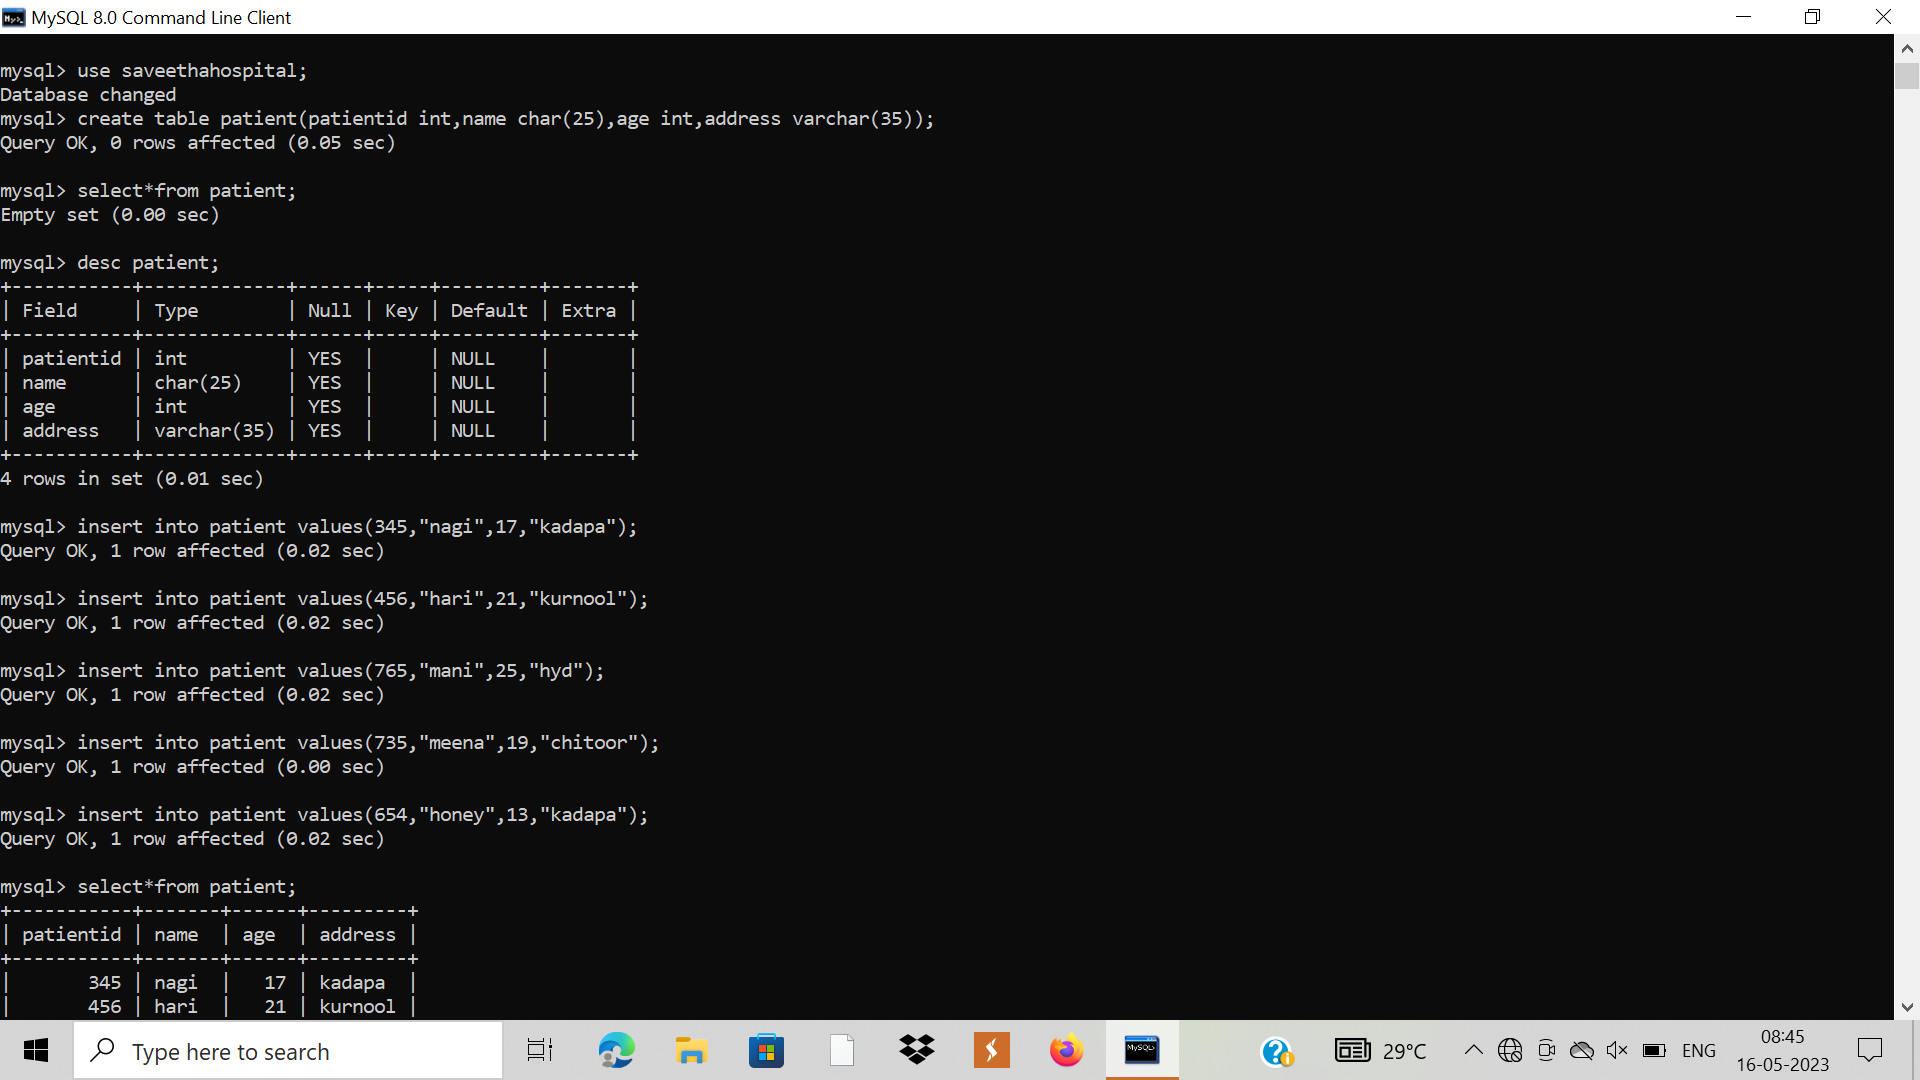 MySQL 8.0 Command Line Client
mysql> use saveethahospital;
Database changed
mysql> create table patient(patientid int,name char(25),age int,address varchar(35));
Query OK, 0 rows affected (0.05 sec)
mysql> select*from patient;
Empty set (0.00 sec)
mysql> desc patient;
+-----------+-------------+------+-----+---------+-------+
| Field     | Type        | Null | Key | Default | Extra |
+-----------+-------------+------+-----+---------+-------+
| patientid | int         | YES  |     | NULL    |       |
| name      | char(25)    | YES  |     | NULL    |       |
| age       | int         | YES  |     | NULL    |       |
| address   | varchar(35) | YES  |     | NULL    |       |
+-----------+-------------+------+-----+---------+-------+
4 rows in set (0.01 sec)
mysql> insert into patient values(345,"nagi",17,"kadapa");
Query OK, 1 row affected (0.02 sec)
mysql> insert into patient values(456,"hari",21,"kurnool");
Query OK, 1 row affected (0.02 sec)
mysql> insert into patient values(765,"mani",25,"hyd");
Query OK, 1 row affected (0.02 sec)
mysql> insert into patient values(735,"meena",19,"chitoor");
Query OK, 1 row affected (0.00 sec)
mysql> insert into patient values(654,"honey",13,"kadapa");
Query OK, 1 row affected (0.02 sec)
mysql> select*from patient;
+-----------+-------+------+---------+
| patientid | name  | age  | address |
+-----------+-------+------+---------+
|       345 | nagi  |   17 | kadapa  |
|       456 | hari  |   21 | kurnool |
Type here to search
MySQL>
29°C
ENG
08:45
16-05-2023